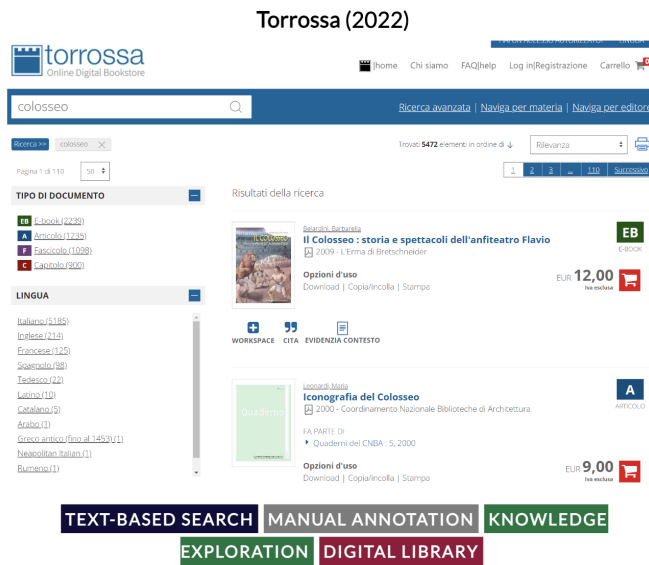 Torrossa (2022)
torrossa
Online Digital Bookstore
|home Chi siamo FAQ|help Log in|Registrazione Carrello
colosseo
Ricerca avanzata | Naviga per materia | Naviga per editore
Ricerca >> colosseo
Trovati 5472 elementi in ordine di Rilevanza
Pagina 1 di 110 50
1 2 3 ... 110 Successivo
TIPO DI DOCUMENTO
EB E-book (2239)
A Articolo (1235)
F Fascicolo (1098)
C Capitolo (900)
LINGUA
Italiano (5185)
Inglese (214)
Francese (125)
Spagnolo (98)
Tedesco (22)
Latino (10)
Catalano (5)
Arabo (1)
Greco antico (fino al 1453) (1)
Neapolitan Italian (1)
Rumeno (1)
Risultati della ricerca
Belardini, Barbarella
Il Colosseo : storia e spettacoli dell'anfiteatro Flavio
2009 - L'Erma di Bretschneider
Opzioni d'uso
Download | Copia/incolla | Stampa
EB
E-BOOK
EUR 12,00
Iva esclusa
WORKSPACE CITA EVIDENZIA CONTESTO
Quaderno
Leonardi, Maria
Iconografia del Colosseo
2000 - Coordinamento Nazionale Biblioteche di Architettura
FA PARTE DI
Quaderni del CNBA : 5, 2000
Opzioni d'uso
Download | Copia/incolla | Stampa
A
ARTICOLO
EUR 9,00
Iva esclusa
TEXT-BASED SEARCH MANUAL ANNOTATION KNOWLEDGE
EXPLORATION DIGITAL LIBRARY